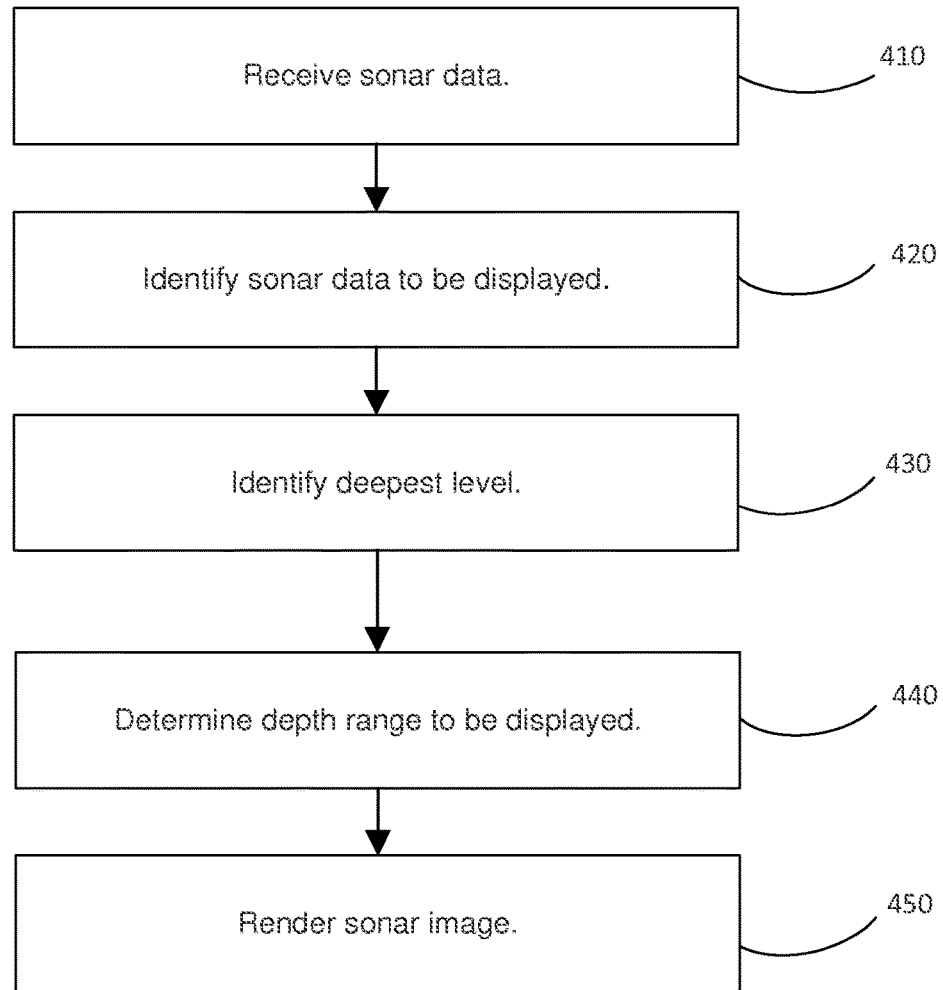 Receive sonar data.
410
Identify sonar data to be displayed.
420
Identify deepest level.
430
Determine depth range to be displayed.
440
Render sonar image.
450